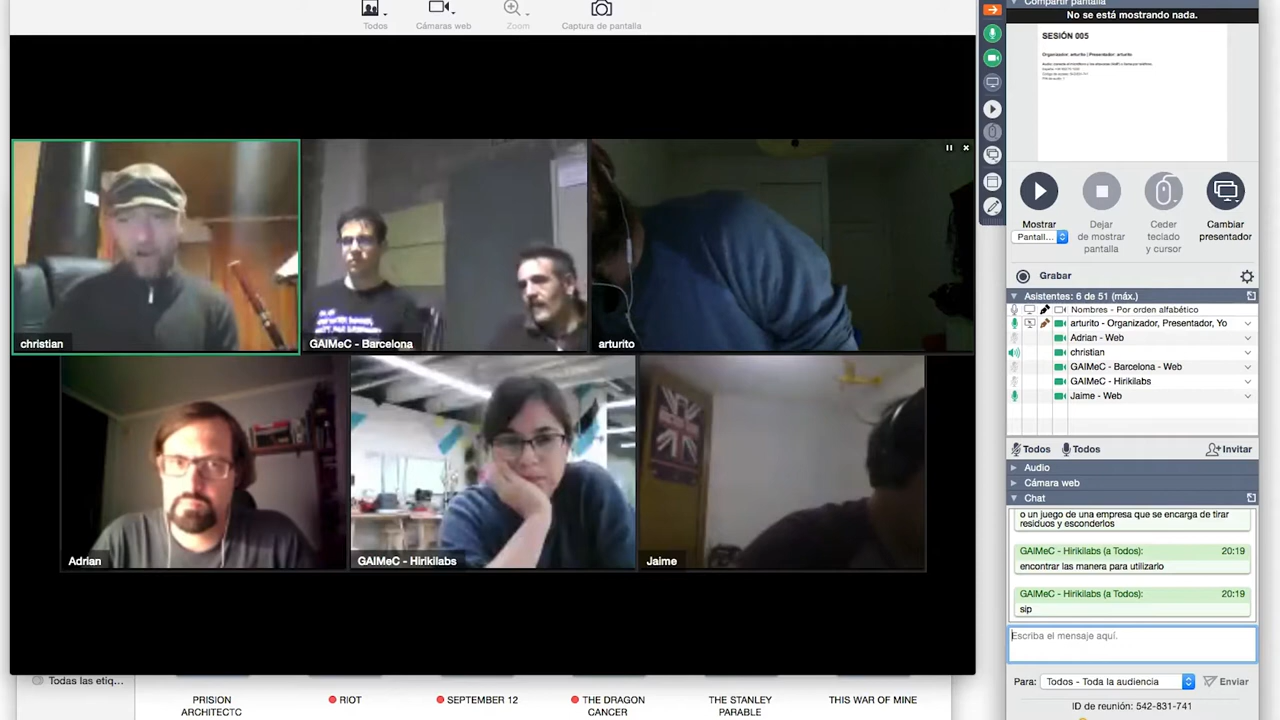 Todos
Cámaras web
Zoom
Captura de pantalla
Compartir pantalla
No se está mostrando nada.
SESIÓN 005
Organizador: arturito | Presentador: arturito
Mostrar
Pantall...
Dejar
de mostrar
pantalla
Ceder
teclado
y cursor
Cambiar
presentador
Grabar
Asistentes: 6 de 51 (máx.)
Nombres - Por orden alfabético
arturito - Organizador, Presentador, Yo
Adrian - Web
christian
GAIMeC - Barcelona - Web
GAIMeC - Hirikilabs
Jaime - Web
Todos
Todos
Invitar
Audio
Cámara web
Chat
o un juego de una empresa que se encarga de tirar
residuos y esconderlos
GAIMeC - Hirikilabs (a Todos): 20:19
encontrar las manera para utilizarlo
GAIMeC - Hirikilabs (a Todos): 20:19
sip
Escriba el mensaje aquí.
Para: Todos - Toda la audiencia
Enviar
ID de reunión: 542-831-741
christian
GAIMeC - Barcelona
arturito
Adrian
GAIMeC - Hirikilabs
Jaime
Todas las etiq...
PRISION
ARCHITECTC
RIOT
SEPTEMBER 12
THE DRAGON
CANCER
THE STANLEY
PARABLE
THIS WAR OF MINE